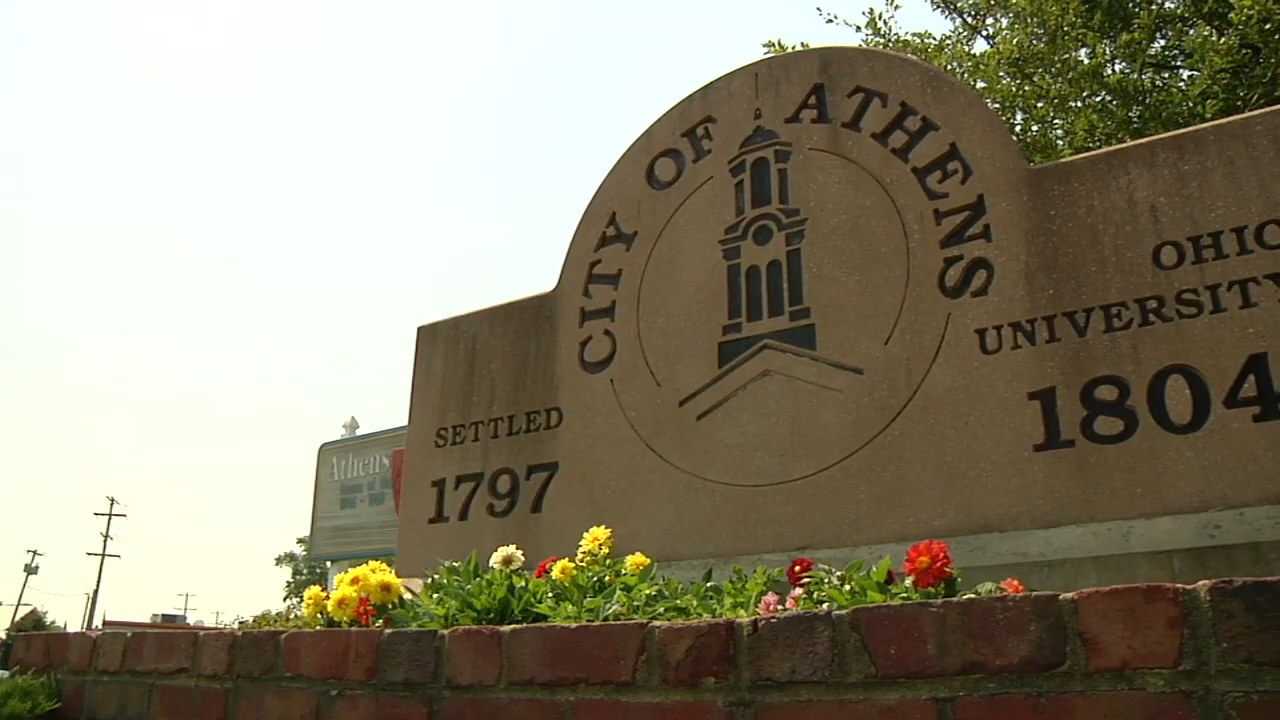 CITY OF ATHENS
SETTLED
1797
OHIO
UNIVERSITY
1804
Athens